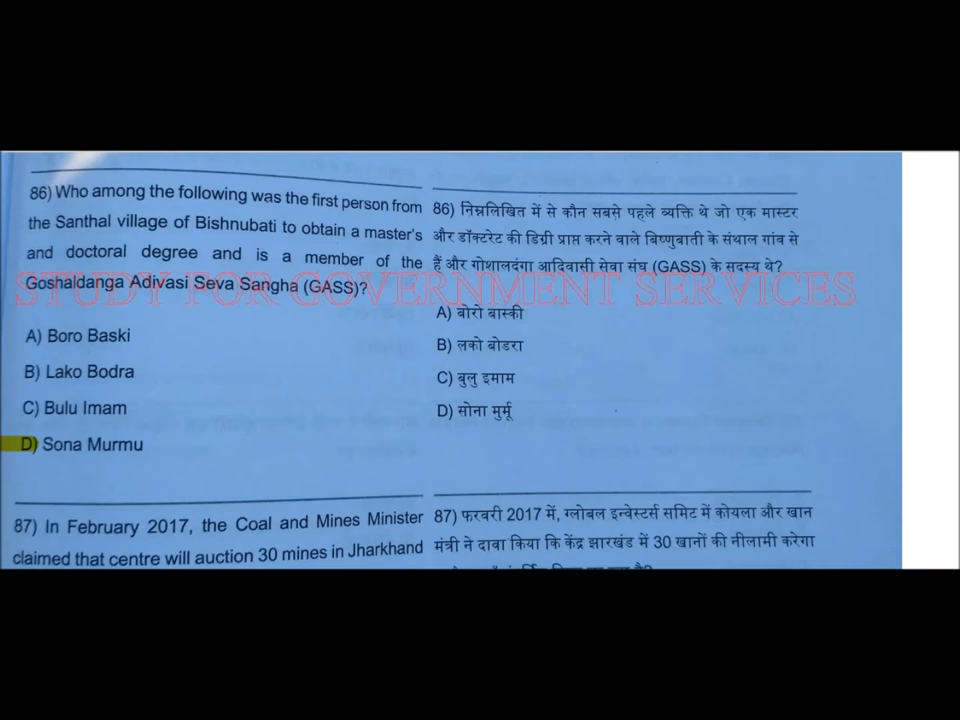 86) Who among the following was the first person from
the Santhal village of Bishnubati to obtain a master's
and doctoral degree and is a member of the
Goshaldanga Adivasi Seva Sangha (GASS)?
A) Boro Baski
B) Lako Bodra
C) Bulu Imam
D) Sona Murmu
86) निम्नलिखित में से कौन सबसे पहले व्यक्ति थे जो एक मास्टर
और डॉक्टरेट की डिग्री प्राप्त करने वाले बिष्णुबाती के संथाल गांव से
हैं और गोशालदंगा आदिवासी सेवा संघ (GASS) के सदस्य थे?
A) बोरो बास्की
B) लको बोडरा
C) बुलु इमाम
D) सोना मुर्मू
STUDY FOR GOVERNMENT SERVICES
87) In February 2017, the Coal and Mines Minister
claimed that centre will auction 30 mines in Jharkhand
87) फरवरी 2017 में, ग्लोबल इन्वेस्टर्स समिट में कोयला और खान
मंत्री ने दावा किया कि केंद्र झारखंड में 30 खानों की नीलामी करेगा